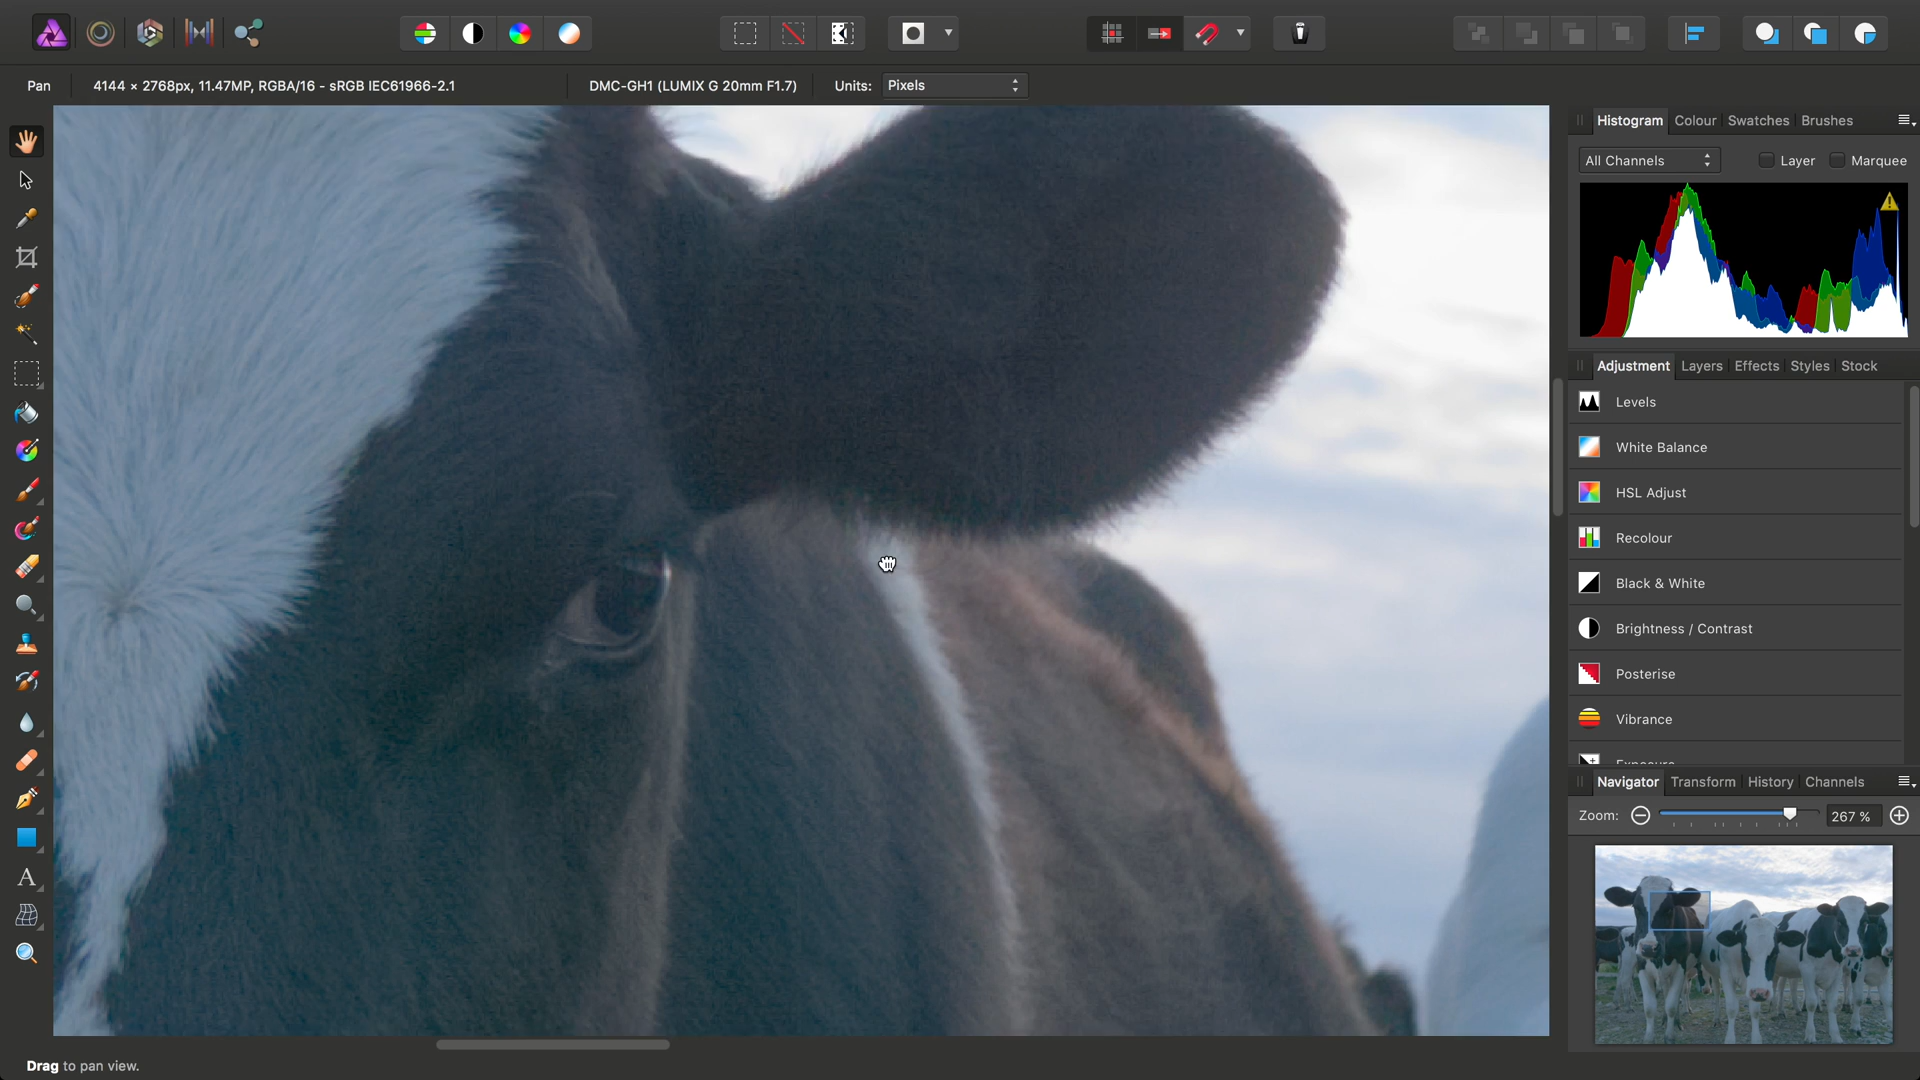 Pan
4144 × 2768px, 11.47MP, RGBA/16 - sRGB IEC61966-2.1
DMC-GH1 (LUMIX G 20mm F1.7)
Units: Pixels
Histogram Colour Swatches Brushes
All Channels Layer Marquee
Adjustment Layers Effects Styles Stock
Levels
White Balance
HSL Adjust
Recolour
Black & White
Brightness / Contrast
Posterise
Vibrance
Navigator Transform History Channels
Zoom: 267 %
Drag to pan view.